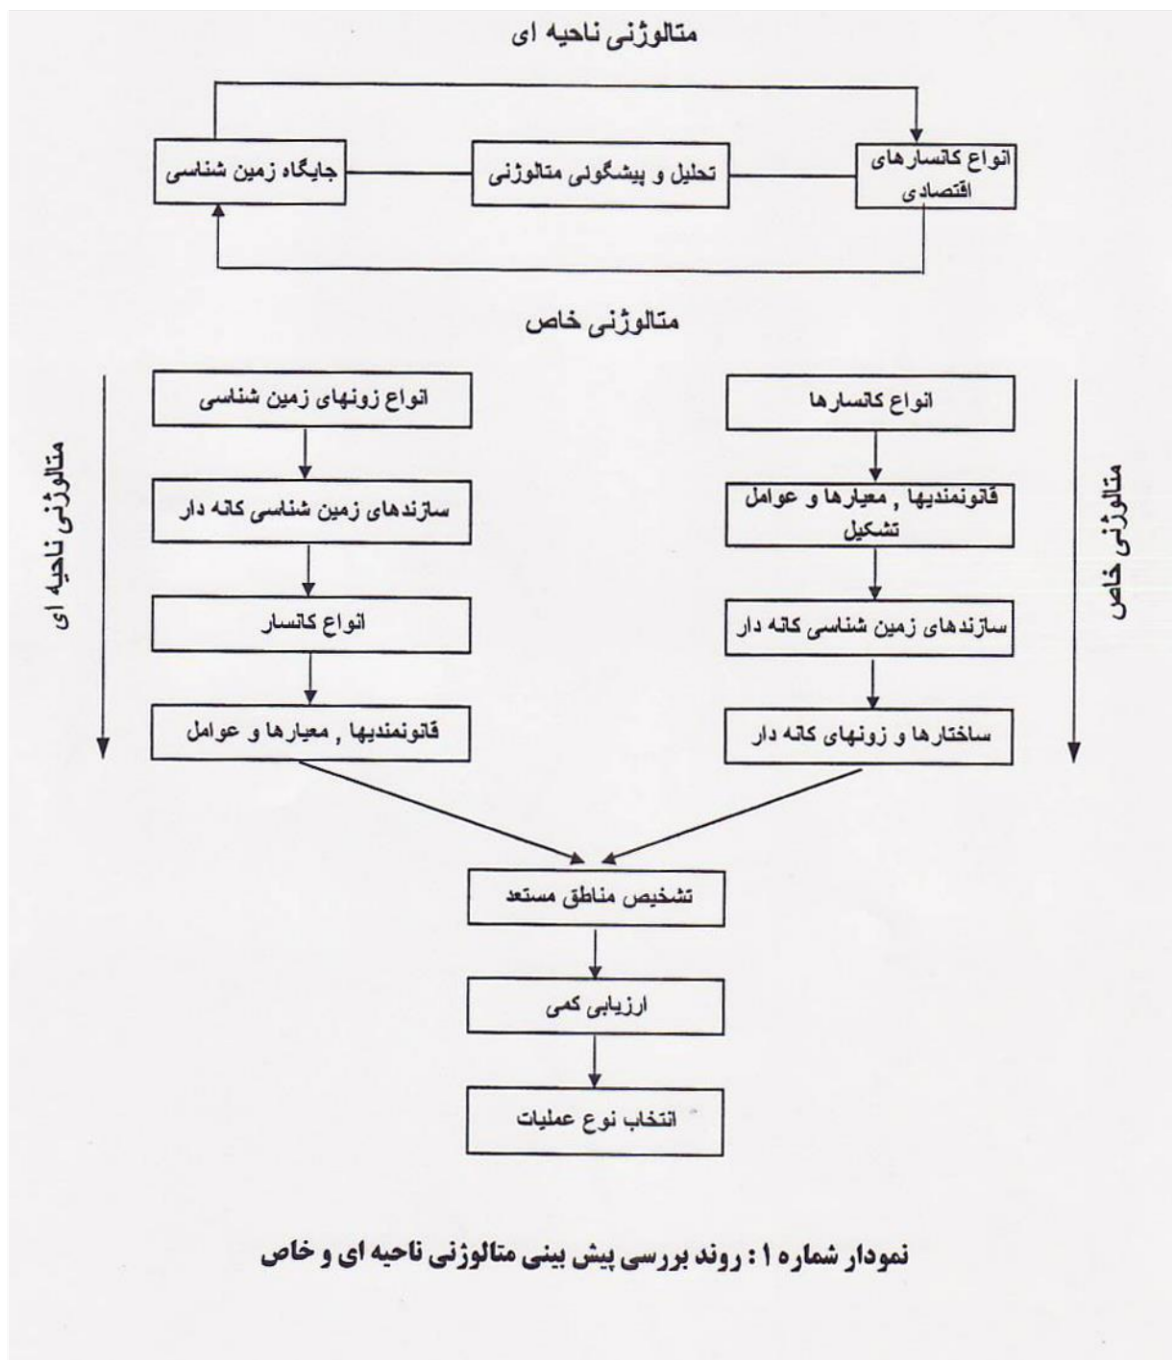 متالوژنی ناحیه ای
انواع کانسارهای
اقتصادی
تحلیل و پیشگوئی متالوژنی
جایگاه زمین شناسی
متالوژنی خاص
انواع کانسارها
قانونمندیها , معیارها و عوامل
تشکیل
سازندهای زمین شناسی کانه دار
ساختارها و زونهای کانه دار
متالوژنی خاص
انواع زونهای زمین شناسی
سازندهای زمین شناسی کانه دار
انواع کانسار
قانونمندیها , معیارها و عوامل
متالوژنی ناحیه ای
تشخیص مناطق مستعد
ارزیابی کمی
انتخاب نوع عملیات
نمودار شماره ۱ : روند بررسی پیش بینی متالوژنی ناحیه ای و خاص